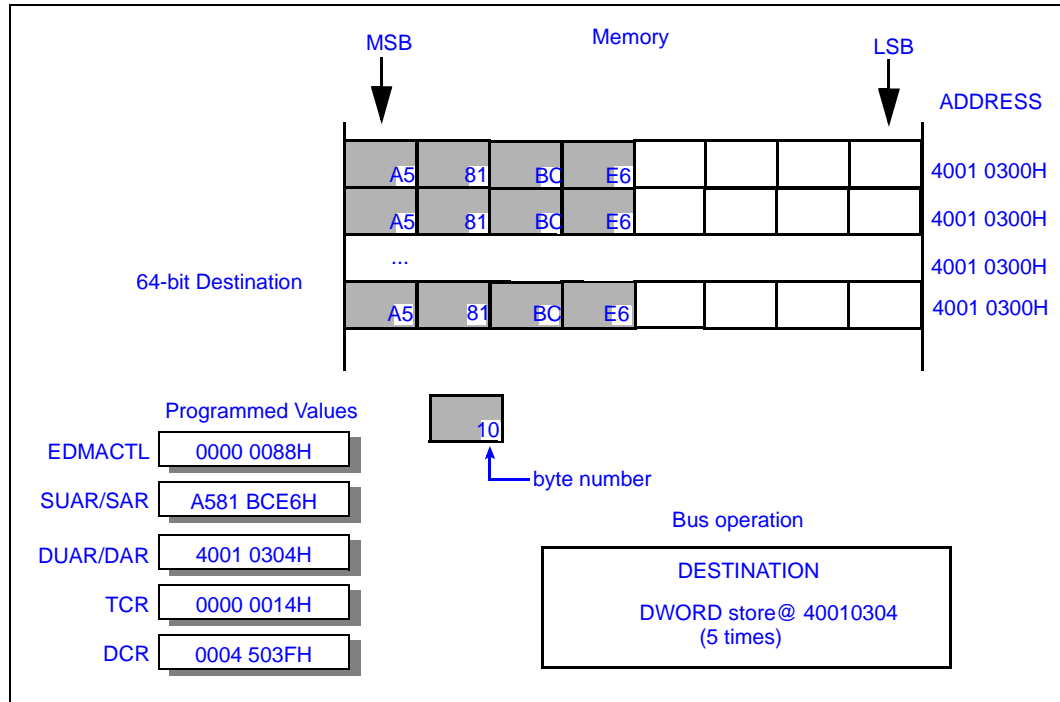 MSB Memory LSB
ADDRESS
A5 81 BC E6 4001 0300H
A5 81 BC E6 4001 0300H
... 4001 0300H
64-bit Destination
A5 81 BC E6 4001 0300H
Programmed Values
10
EDMACTL 0000 0088H
byte number
SUAR/SAR A581 BCE6H
Bus operation
DUAR/DAR 4001 0304H
DESTINATION
TCR 0000 0014H
DWORD store@ 40010304
(5 times)
DCR 0004 503FH